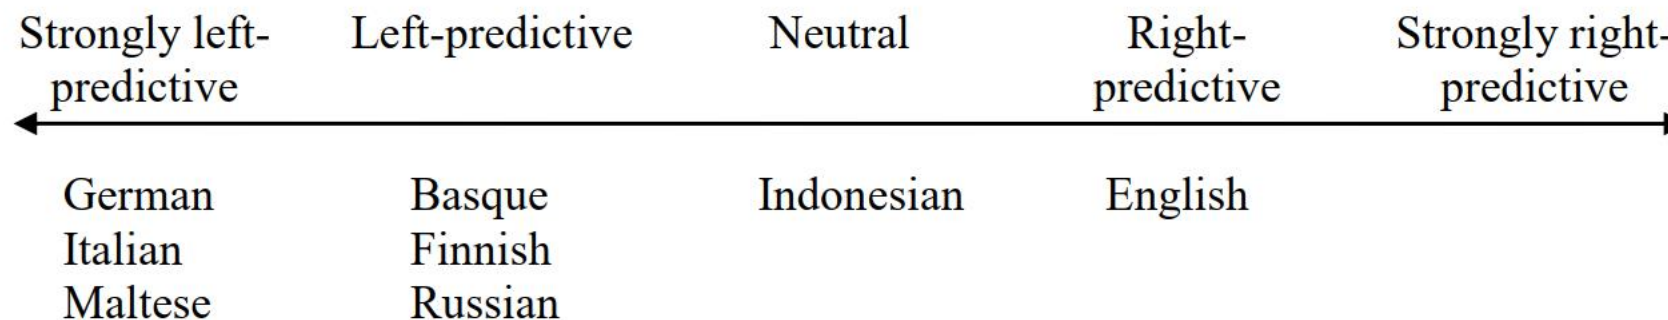 Strongly left- Left-predictive Neutral Right- Strongly right-
predictive predictive predictive
German Basque Indonesian English
Italian Finnish
Maltese Russian